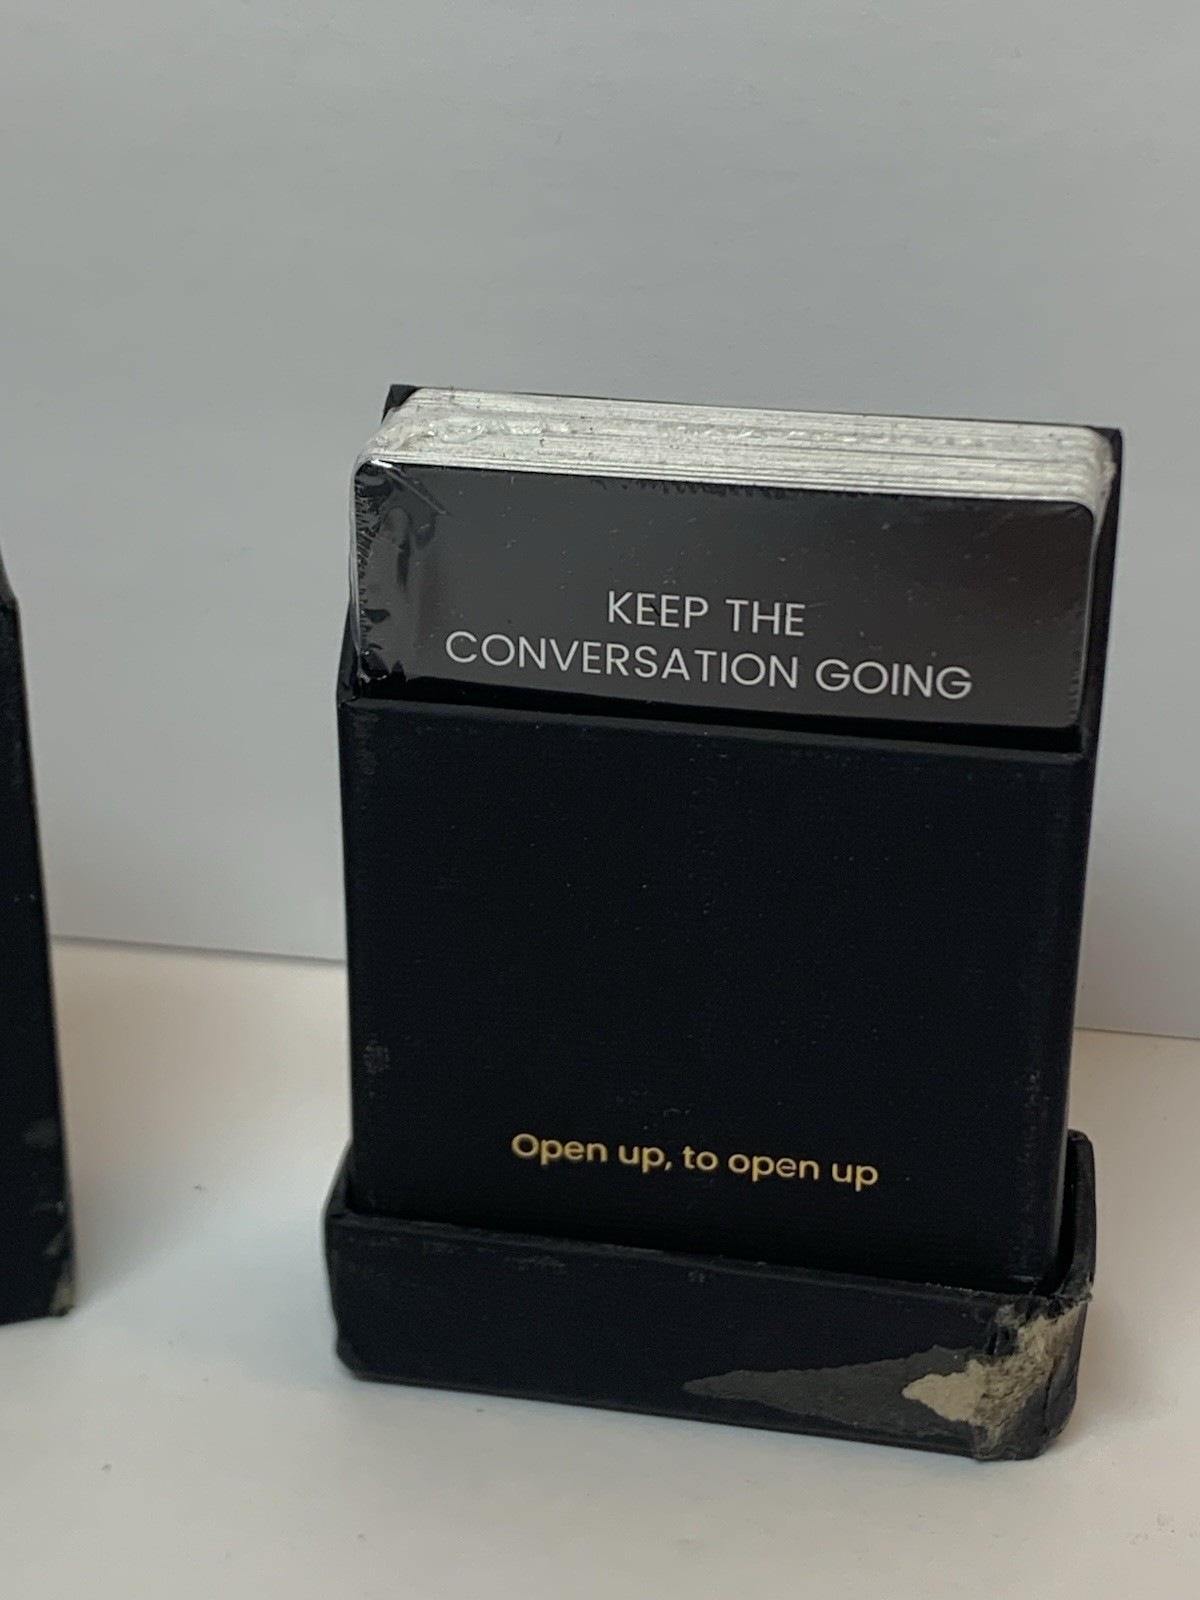 KEEP THE
CONVERSATION GOING
Open up, to open up